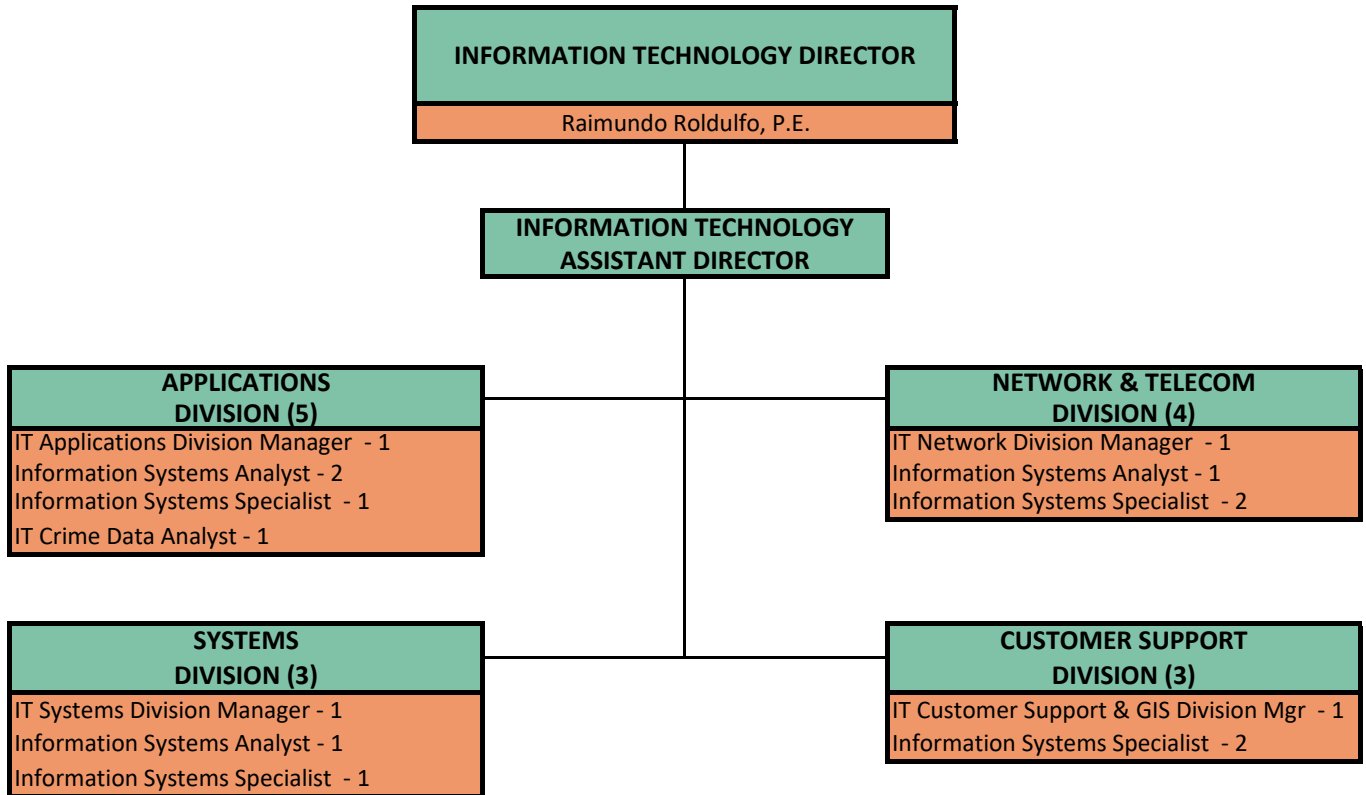 INFORMATION TECHNOLOGY DIRECTOR
Raimundo Roldulfo, P.E.
INFORMATION TECHNOLOGY
ASSISTANT DIRECTOR
APPLICATIONS
DIVISION (5)
IT Applications Division Manager - 1
Information Systems Analyst - 2
Information Systems Specialist - 1
IT Crime Data Analyst - 1
NETWORK & TELECOM
DIVISION (4)
IT Network Division Manager - 1
Information Systems Analyst - 1
Information Systems Specialist - 2
SYSTEMS
DIVISION (3)
IT Systems Division Manager - 1
Information Systems Analyst - 1
Information Systems Specialist - 1
CUSTOMER SUPPORT
DIVISION (3)
IT Customer Support & GIS Division Mgr - 1
Information Systems Specialist - 2